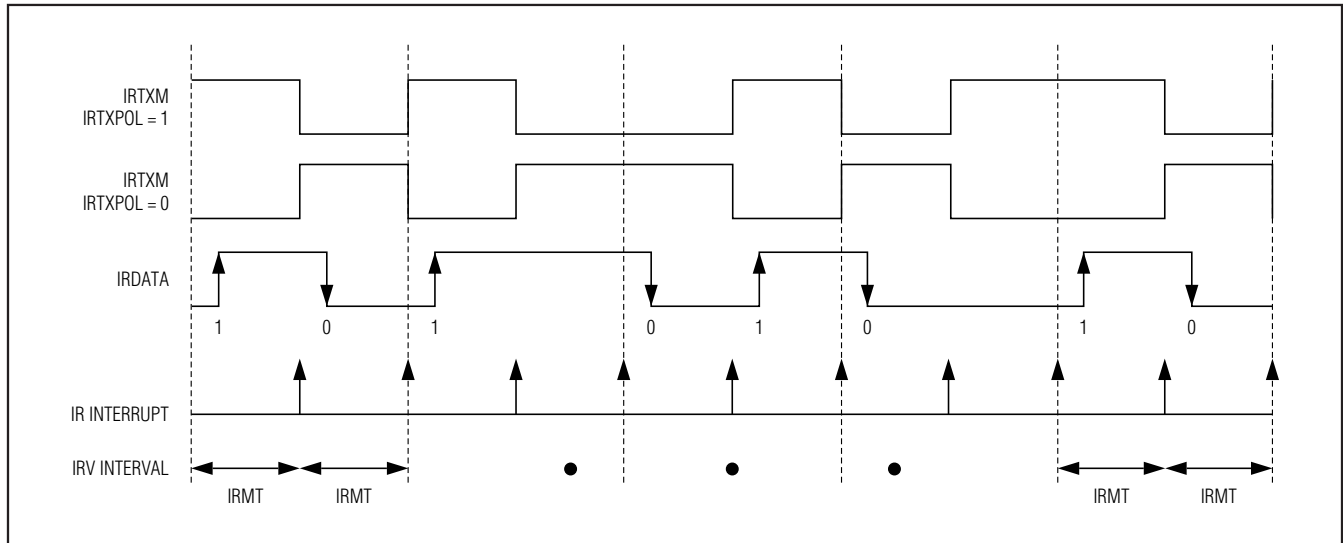 IRTXM
IRTXPOL = 1
IRTXM
IRTXPOL = 0
IRDATA
1 0 1 0 1 0 1 0
IR INTERRUPT
IRV INTERVAL
IRMT IRMT IRMT IRMT